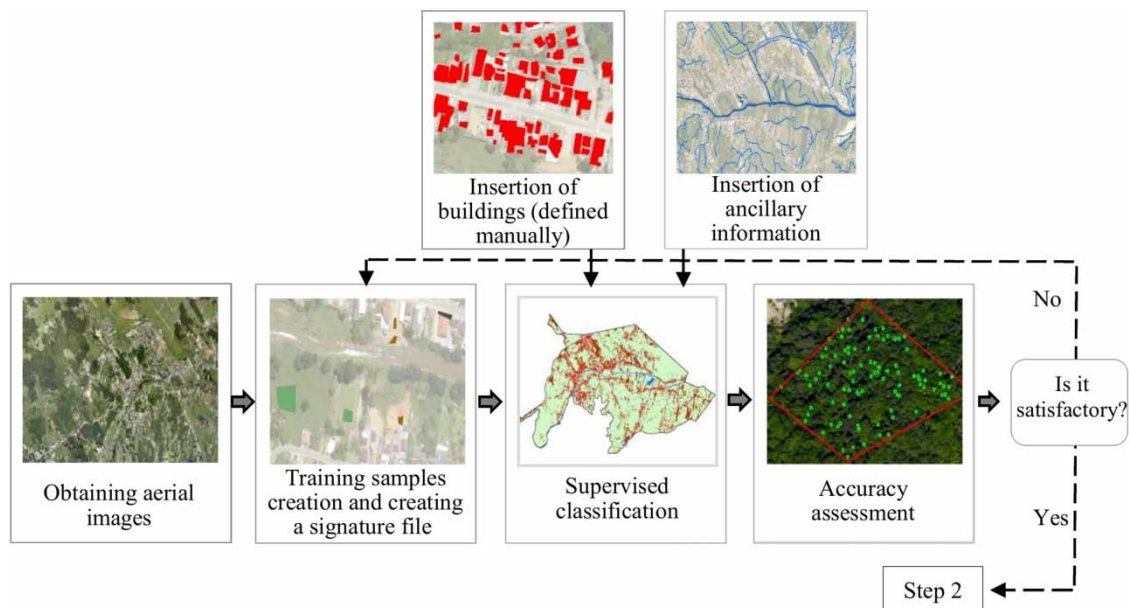 Insertion of
buildings (defined
manually)
Insertion of
ancillary
information
No
Is it
satisfactory?
Obtaining aerial
images
Training samples
creation and creating
a signature file
Supervised
classification
Accuracy
assessment
Yes
Step 2